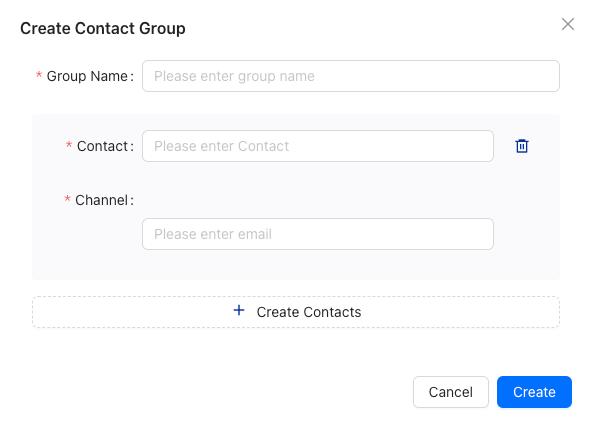 Create Contact Group
* Group Name: Please enter group name
* Contact: Please enter Contact
* Channel:
Please enter email
+ Create Contacts
Cancel Create